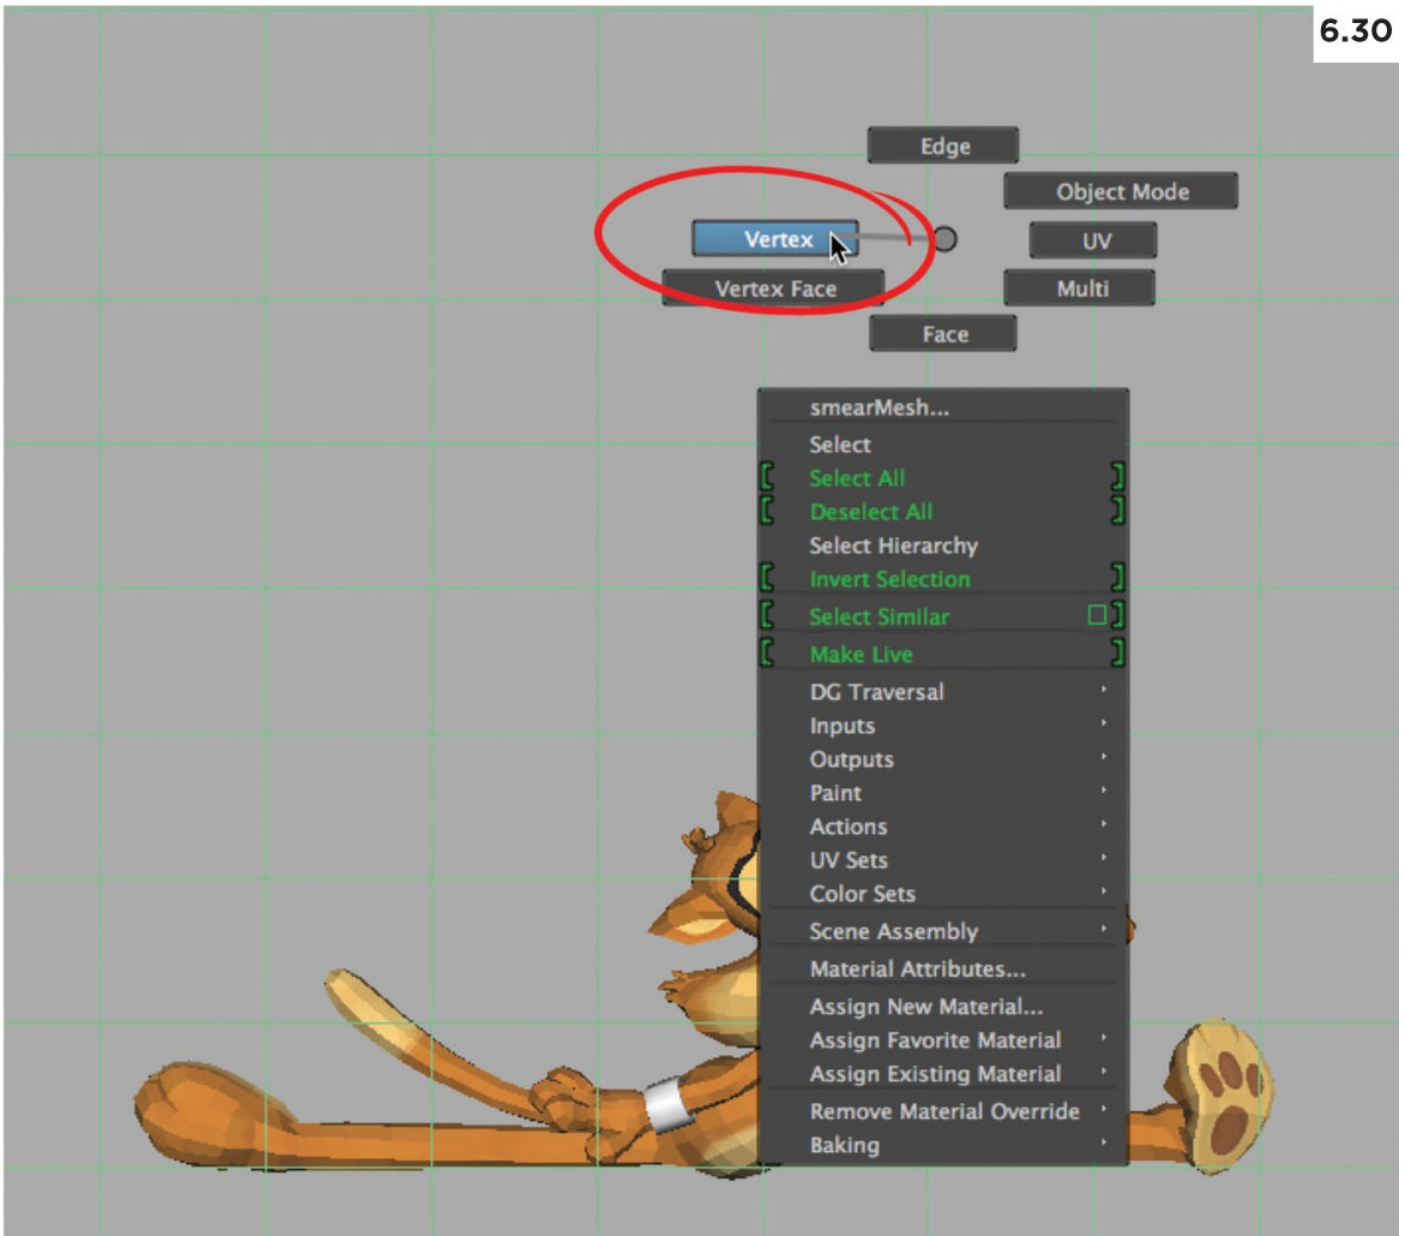 6.30
Edge
Object Mode
Vertex
UV
Vertex Face
Multi
Face
smearMesh...
Select
Select All
Deselect All
Select Hierarchy
Invert Selection
Select Similar
Make Live
DG Traversal
Inputs
Outputs
Paint
Actions
UV Sets
Color Sets
Scene Assembly
Material Attributes...
Assign New Material...
Assign Favorite Material
Assign Existing Material
Remove Material Override
Baking